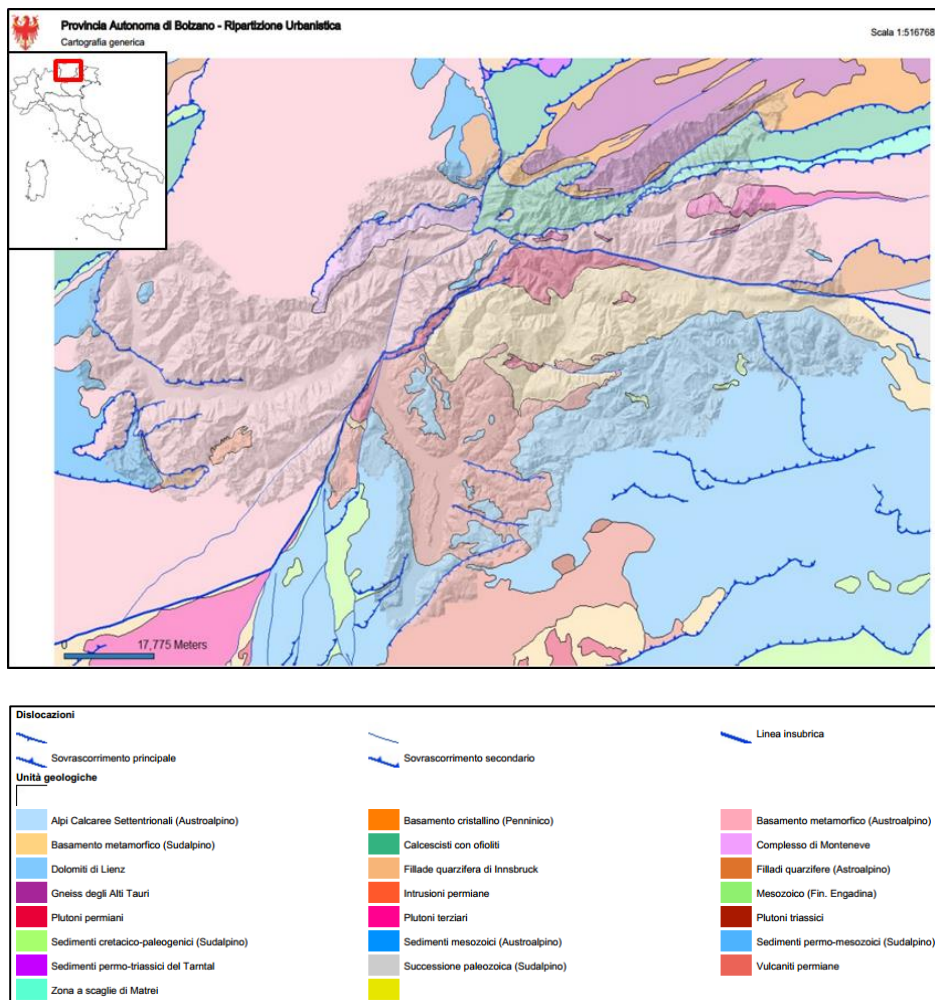 Provincia Autonoma di Bolzano - Ripartizione Urbanistica
Cartografia generica
Scala 1:516768
0 17,775 Meters
Dislocazioni
Linea insubrica
Sovrascorrimento principale
Sovrascorrimento secondario
Unità geologiche
Alpi Calcaree Settentrionali (Austroalpino)
Basamento cristallino (Penninico)
Basamento metamorfico (Austroalpino)
Basamento metamorfico (Sudalpino)
Calcescisti con ofioliti
Complesso di Monteneve
Dolomiti di Lienz
Fillade quarzifera di Innsbruck
Filladi quarzifere (Astroalpino)
Gneiss degli Alti Tauri
Intrusioni permiane
Mesozoico (Fin. Engadina)
Plutoni permiani
Plutoni terziari
Plutoni triassici
Sedimenti cretacico-paleogenici (Sudalpino)
Sedimenti mesozoici (Austroalpino)
Sedimenti permo-mesozoici (Sudalpino)
Sedimenti permo-triassici del Tarntal
Successione paleozoica (Sudalpino)
Vulcaniti permiane
Zona a scaglie di Matrei